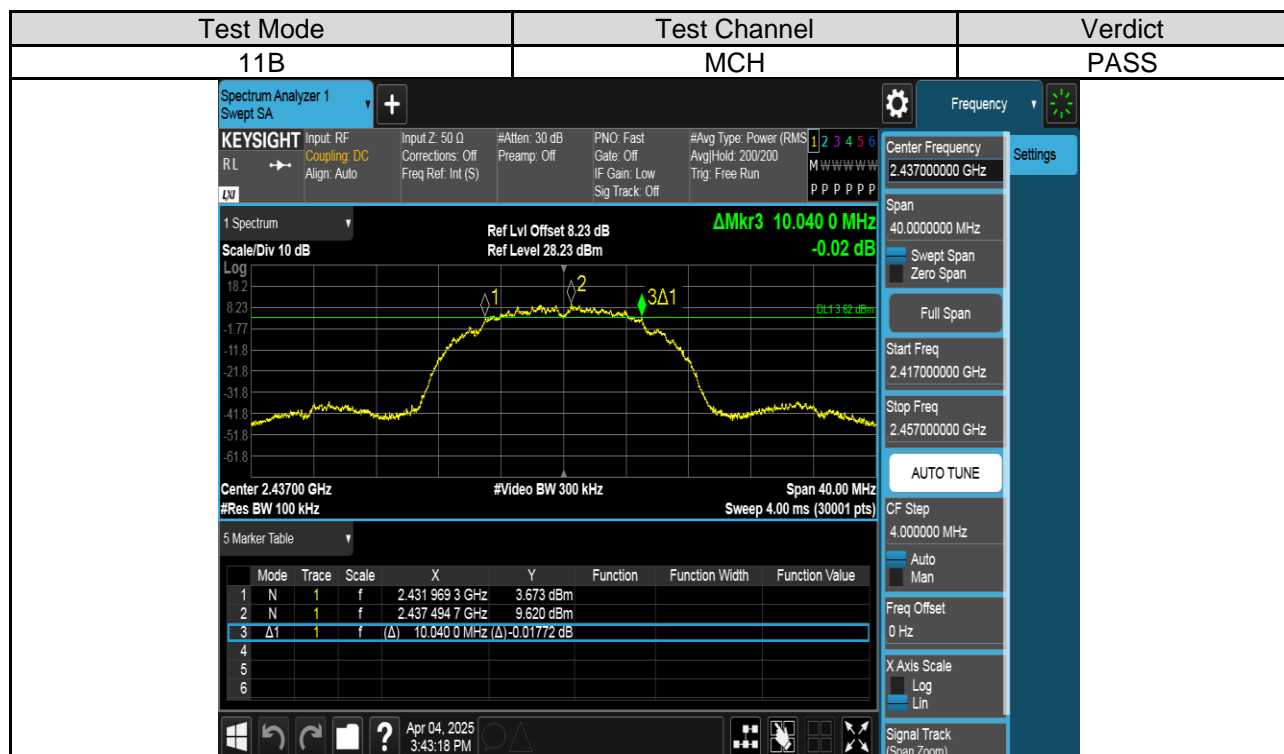 Test Mode Test Channel Verdict
11B MCH PASS
Spectrum Analyzer 1
Swept SA
+
Frequency
Settings
KEYSIGHT
RL
LXI
Input: RF
Coupling: DC
Align: Auto
Input Z: 50 Ω
Corrections: Off
Freq Ref: Int (S)
#Atten: 30 dB
Preamp: Off
PNO: Fast
Gate: Off
IF Gain: Low
Sig Track: Off
#Avg Type: Power (RMS
Avg|Hold: 200/200
Trig: Free Run
1 2 3 4 5 6
M W W W W W
P P P P P P
1 Spectrum
Scale/Div 10 dB
Ref Lvl Offset 8.23 dB
Ref Level 28.23 dBm
ΔMkr3 10.040 0 MHz
-0.02 dB
Log
18.2
8.23
-1.77
-11.8
-21.8
-31.8
-41.8
-51.8
-61.8
1
2
3Δ1
DL1 3.62 dBm
Center 2.43700 GHz #Video BW 300 kHz Span 40.00 MHz
#Res BW 100 kHz Sweep 4.00 ms (30001 pts)
5 Marker Table
Mode Trace Scale X Y Function Function Width Function Value
1 N 1 f 2.431 969 3 GHz 3.673 dBm
2 N 1 f 2.437 494 7 GHz 9.620 dBm
3 Δ1 1 f (Δ) 10.040 0 MHz (Δ) -0.01772 dB
4
5
6
?
Apr 04, 2025
3:43:18 PM
Center Frequency
2.437000000 GHz
Span
40.0000000 MHz
Swept Span
Zero Span
Full Span
Start Freq
2.417000000 GHz
Stop Freq
2.457000000 GHz
AUTO TUNE
CF Step
4.000000 MHz
Auto
Man
Freq Offset
0 Hz
X Axis Scale
Log
Lin
Signal Track
(Span Zoom)